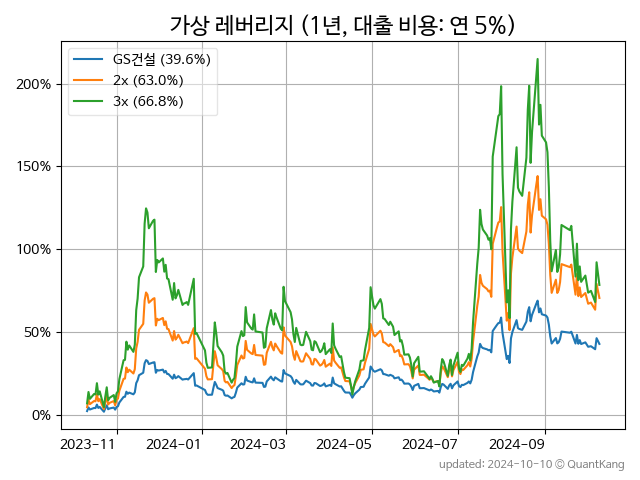 가상 레버리지 (1년, 대출 비용: 연 5%)
GS건설 (39.6%)
2x (63.0%)
3x (66.8%)
200%
150%
100%
50%
0%
2023-11 2024-01 2024-03 2024-05 2024-07 2024-09
updated: 2024-10-10 © QuantKang